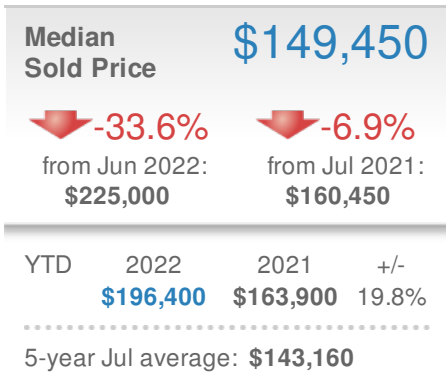 Median $149,450
Sold Price
-33.6% -6.9%
from Jun 2022: from Jul 2021:
$225,000 $160,450
YTD 2022 2021 +/-
$196,400 $163,900 19.8%
5-year Jul average: $143,160